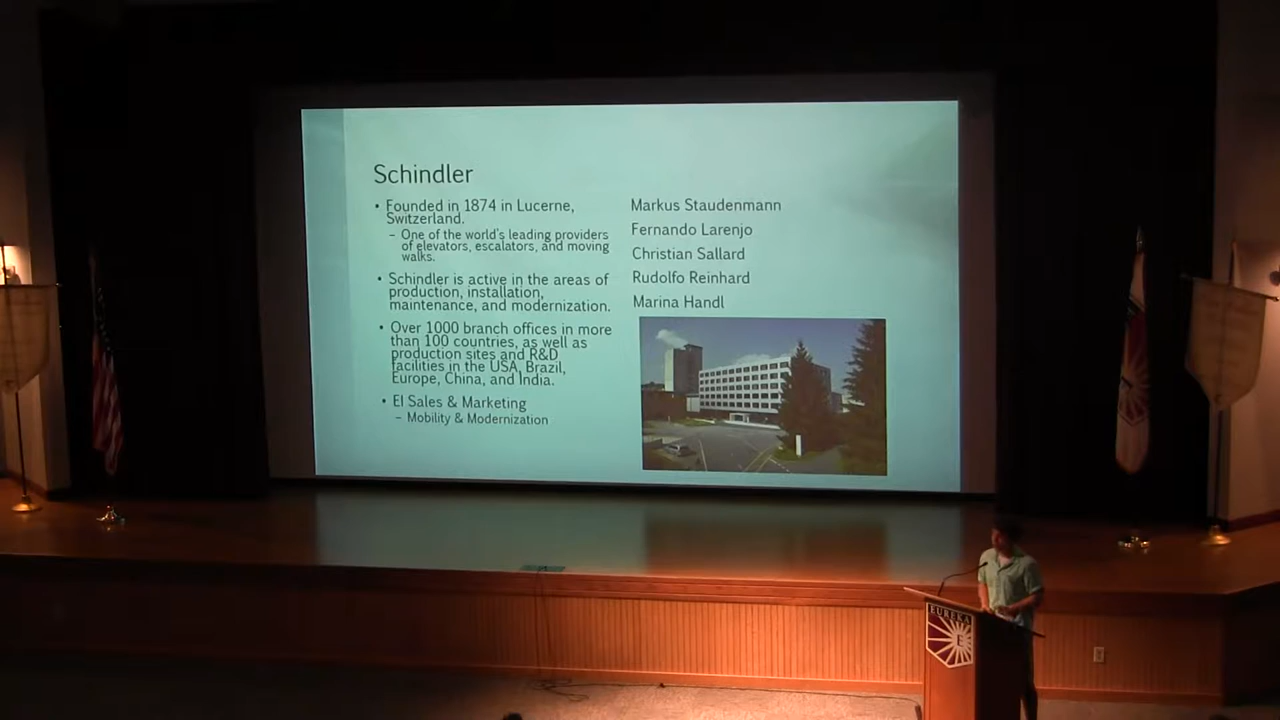 Schindler
• Founded in 1874 in Lucerne,
Switzerland.
– One of the world's leading providers
of elevators, escalators, and moving
walks.
• Schindler is active in the areas of
production, installation,
maintenance, and modernization.
• Over 1000 branch offices in more
than 100 countries, as well as
production sites and R&D
facilities in the USA, Brazil,
Europe, China, and India.
• EI Sales & Marketing
– Mobility & Modernization
Markus Staudenmann
Fernando Larenjo
Christian Sallard
Rudolfo Reinhard
Marina Handl
EUREKA
E